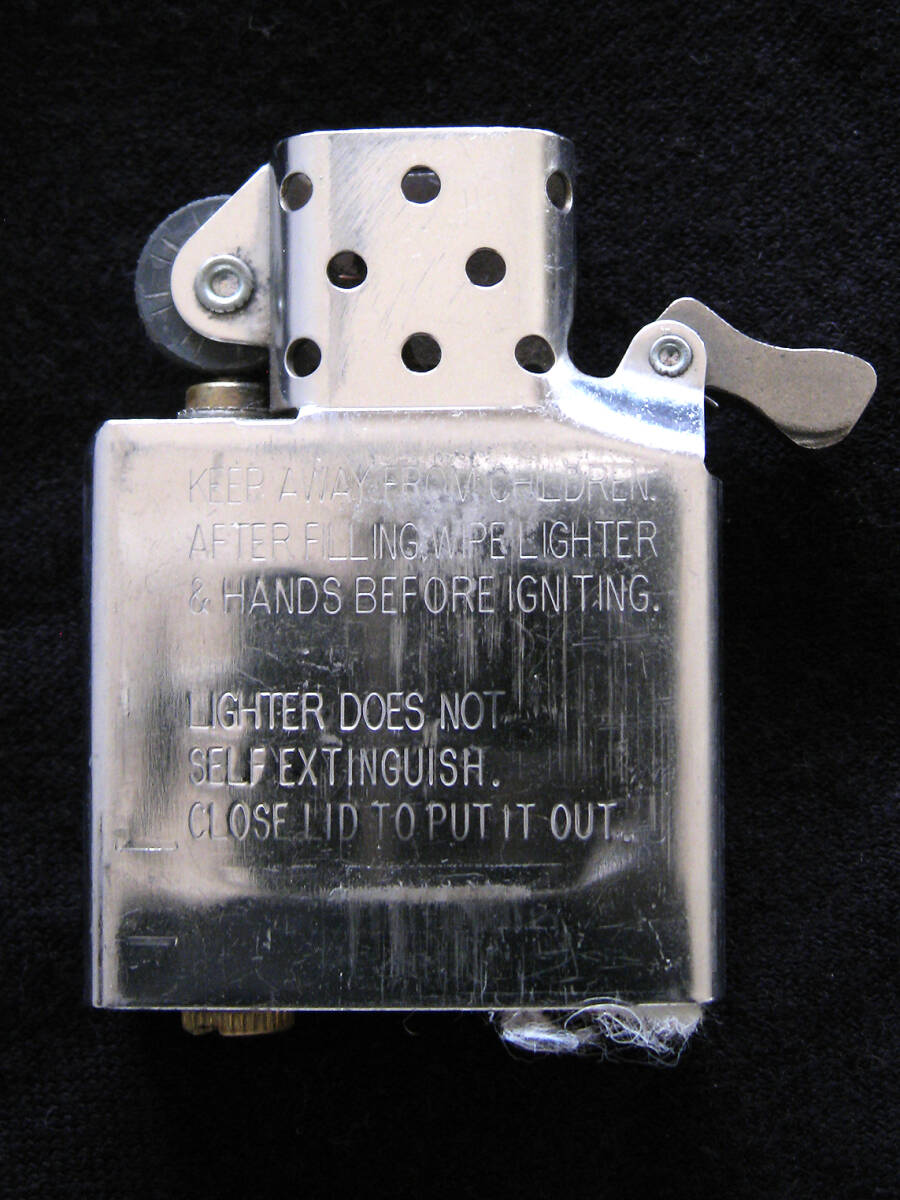 KEEP AWAY FROM CHILDREN.
AFTER FILLING, WIPE LIGHTER
& HANDS BEFORE IGNITING.
LIGHTER DOES NOT
SELF EXTINGUISH.
CLOSE LID TO PUT IT OUT.